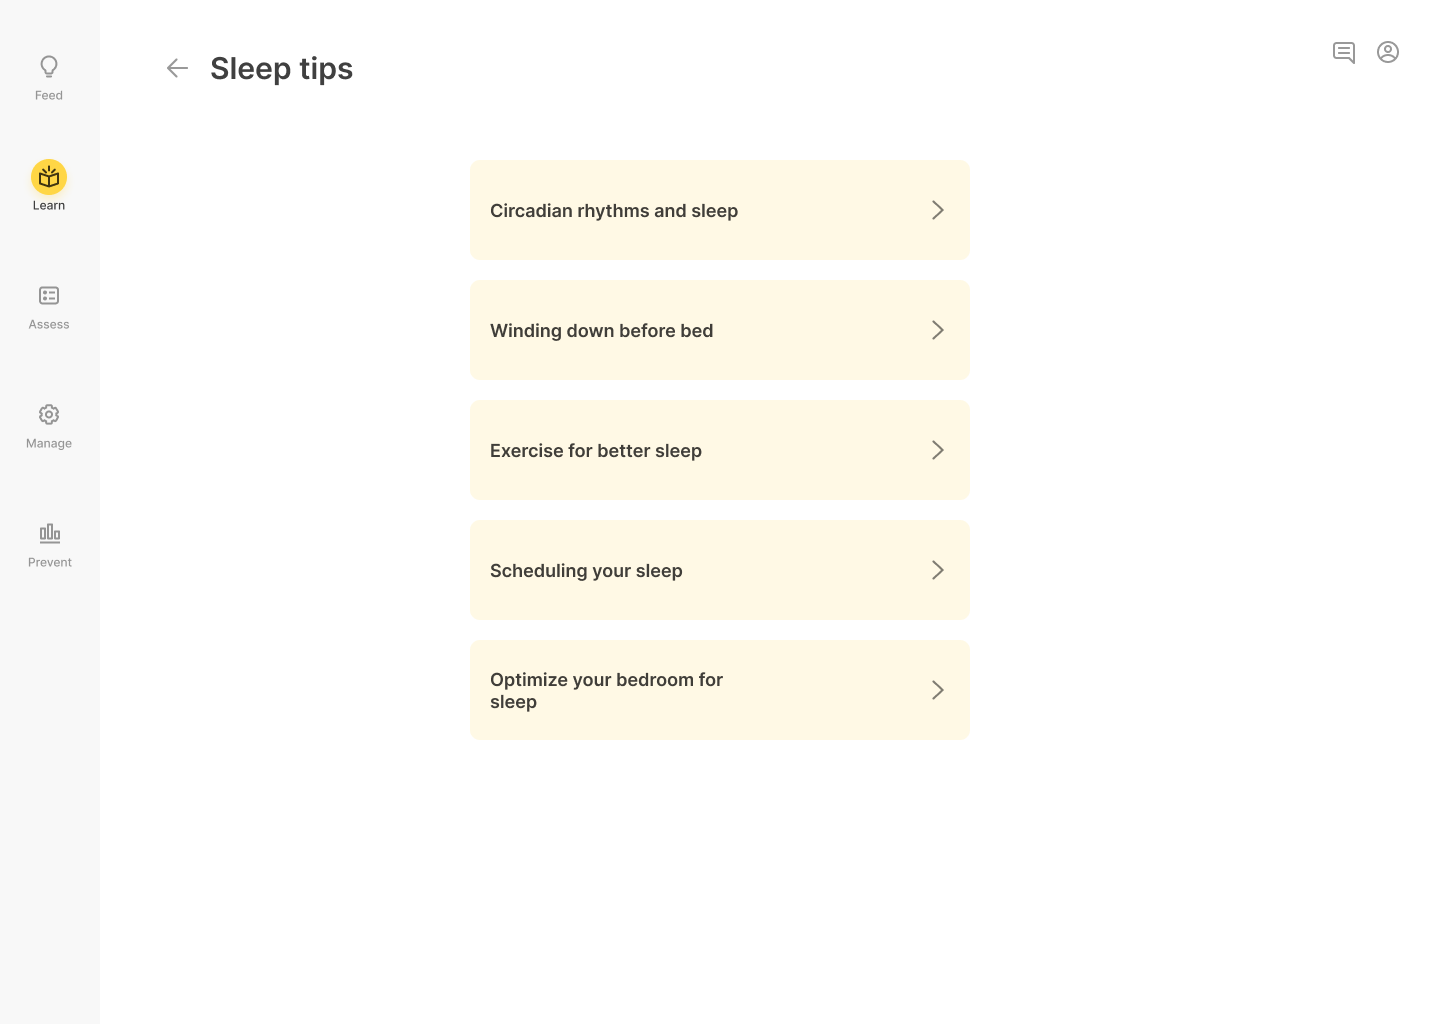 Sleep tips
Feed
Learn
Assess
Manage
Prevent
Circadian rhythms and sleep
Winding down before bed
Exercise for better sleep
Scheduling your sleep
Optimize your bedroom for
sleep